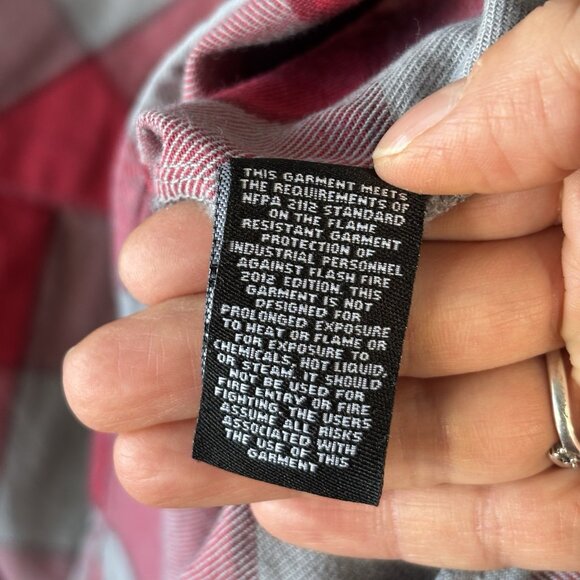 THIS GARMENT MEETS
THE REQUIREMENTS OF
NFPA 2112 STANDARD
ON THE FLAME
RESISTANT GARMENT
PROTECTION OF
INDUSTRIAL PERSONNEL
AGAINST FLASH FIRE
2012 EDITION. THIS
GARMENT IS NOT
DESIGNED FOR
PROLONGED EXPOSURE
TO HEAT OR FLAME OR
FOR EXPOSURE TO
CHEMICALS, HOT LIQUID,
OR STEAM. IT SHOULD
NOT BE USED FOR
FIRE ENTRY OR FIRE
FIGHTING. THE USERS
ASSUME ALL RISKS
ASSOCIATED WITH
THE USE OF THIS
GARMENT